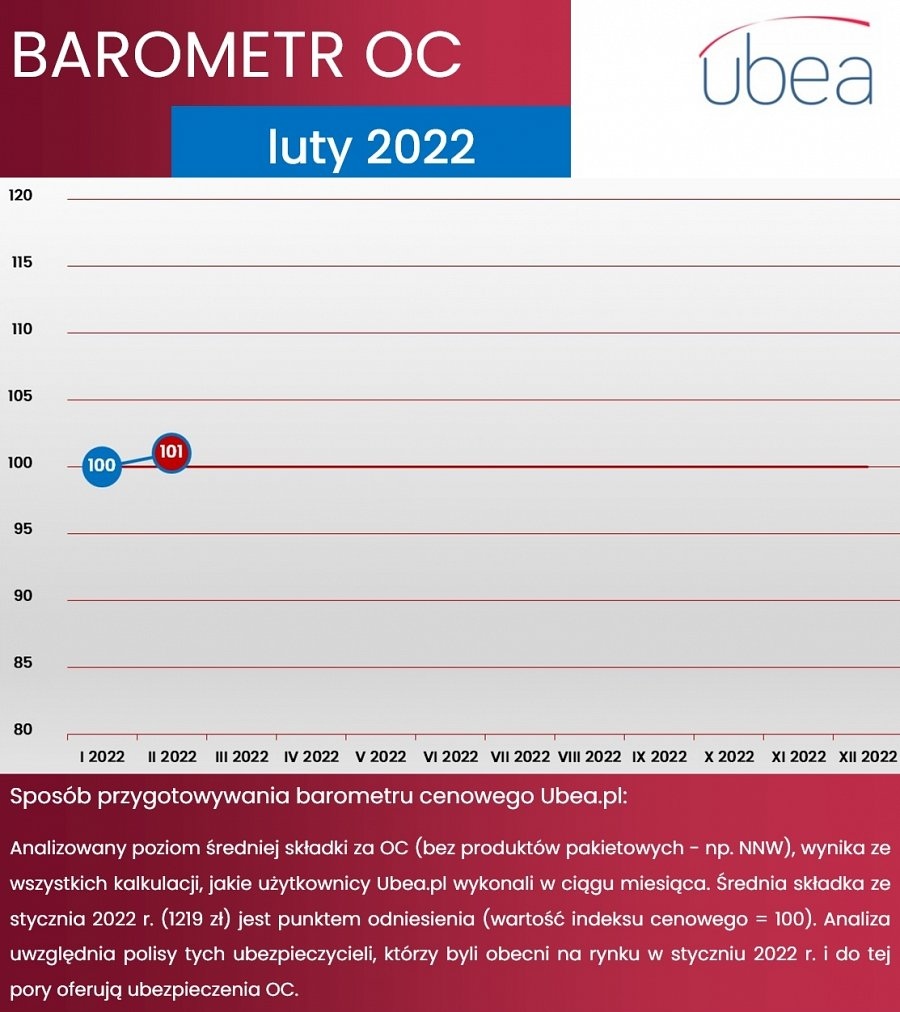 BAROMETR OC
ubea
luty 2022
120
115
110
105
100
95
90
85
80
100
101
I 2022 II 2022 III 2022 IV 2022 V 2022 VI 2022 VII 2022 VIII 2022 IX 2022 X 2022 XI 2022 XII 2022
Sposób przygotowywania barometru cenowego Ubea.pl:
Analizowany poziom średniej składki za OC (bez produktów pakietowych - np. NNW), wynika ze
wszystkich kalkulacji, jakie użytkownicy Ubea.pl wykonali w ciągu miesiąca. Średnia składka ze
stycznia 2022 r. (1219 zł) jest punktem odniesienia (wartość indeksu cenowego = 100). Analiza
uwzględnia polisy tych ubezpieczycieli, którzy byli obecni na rynku w styczniu 2022 r. i do tej
pory oferują ubezpieczenia OC.